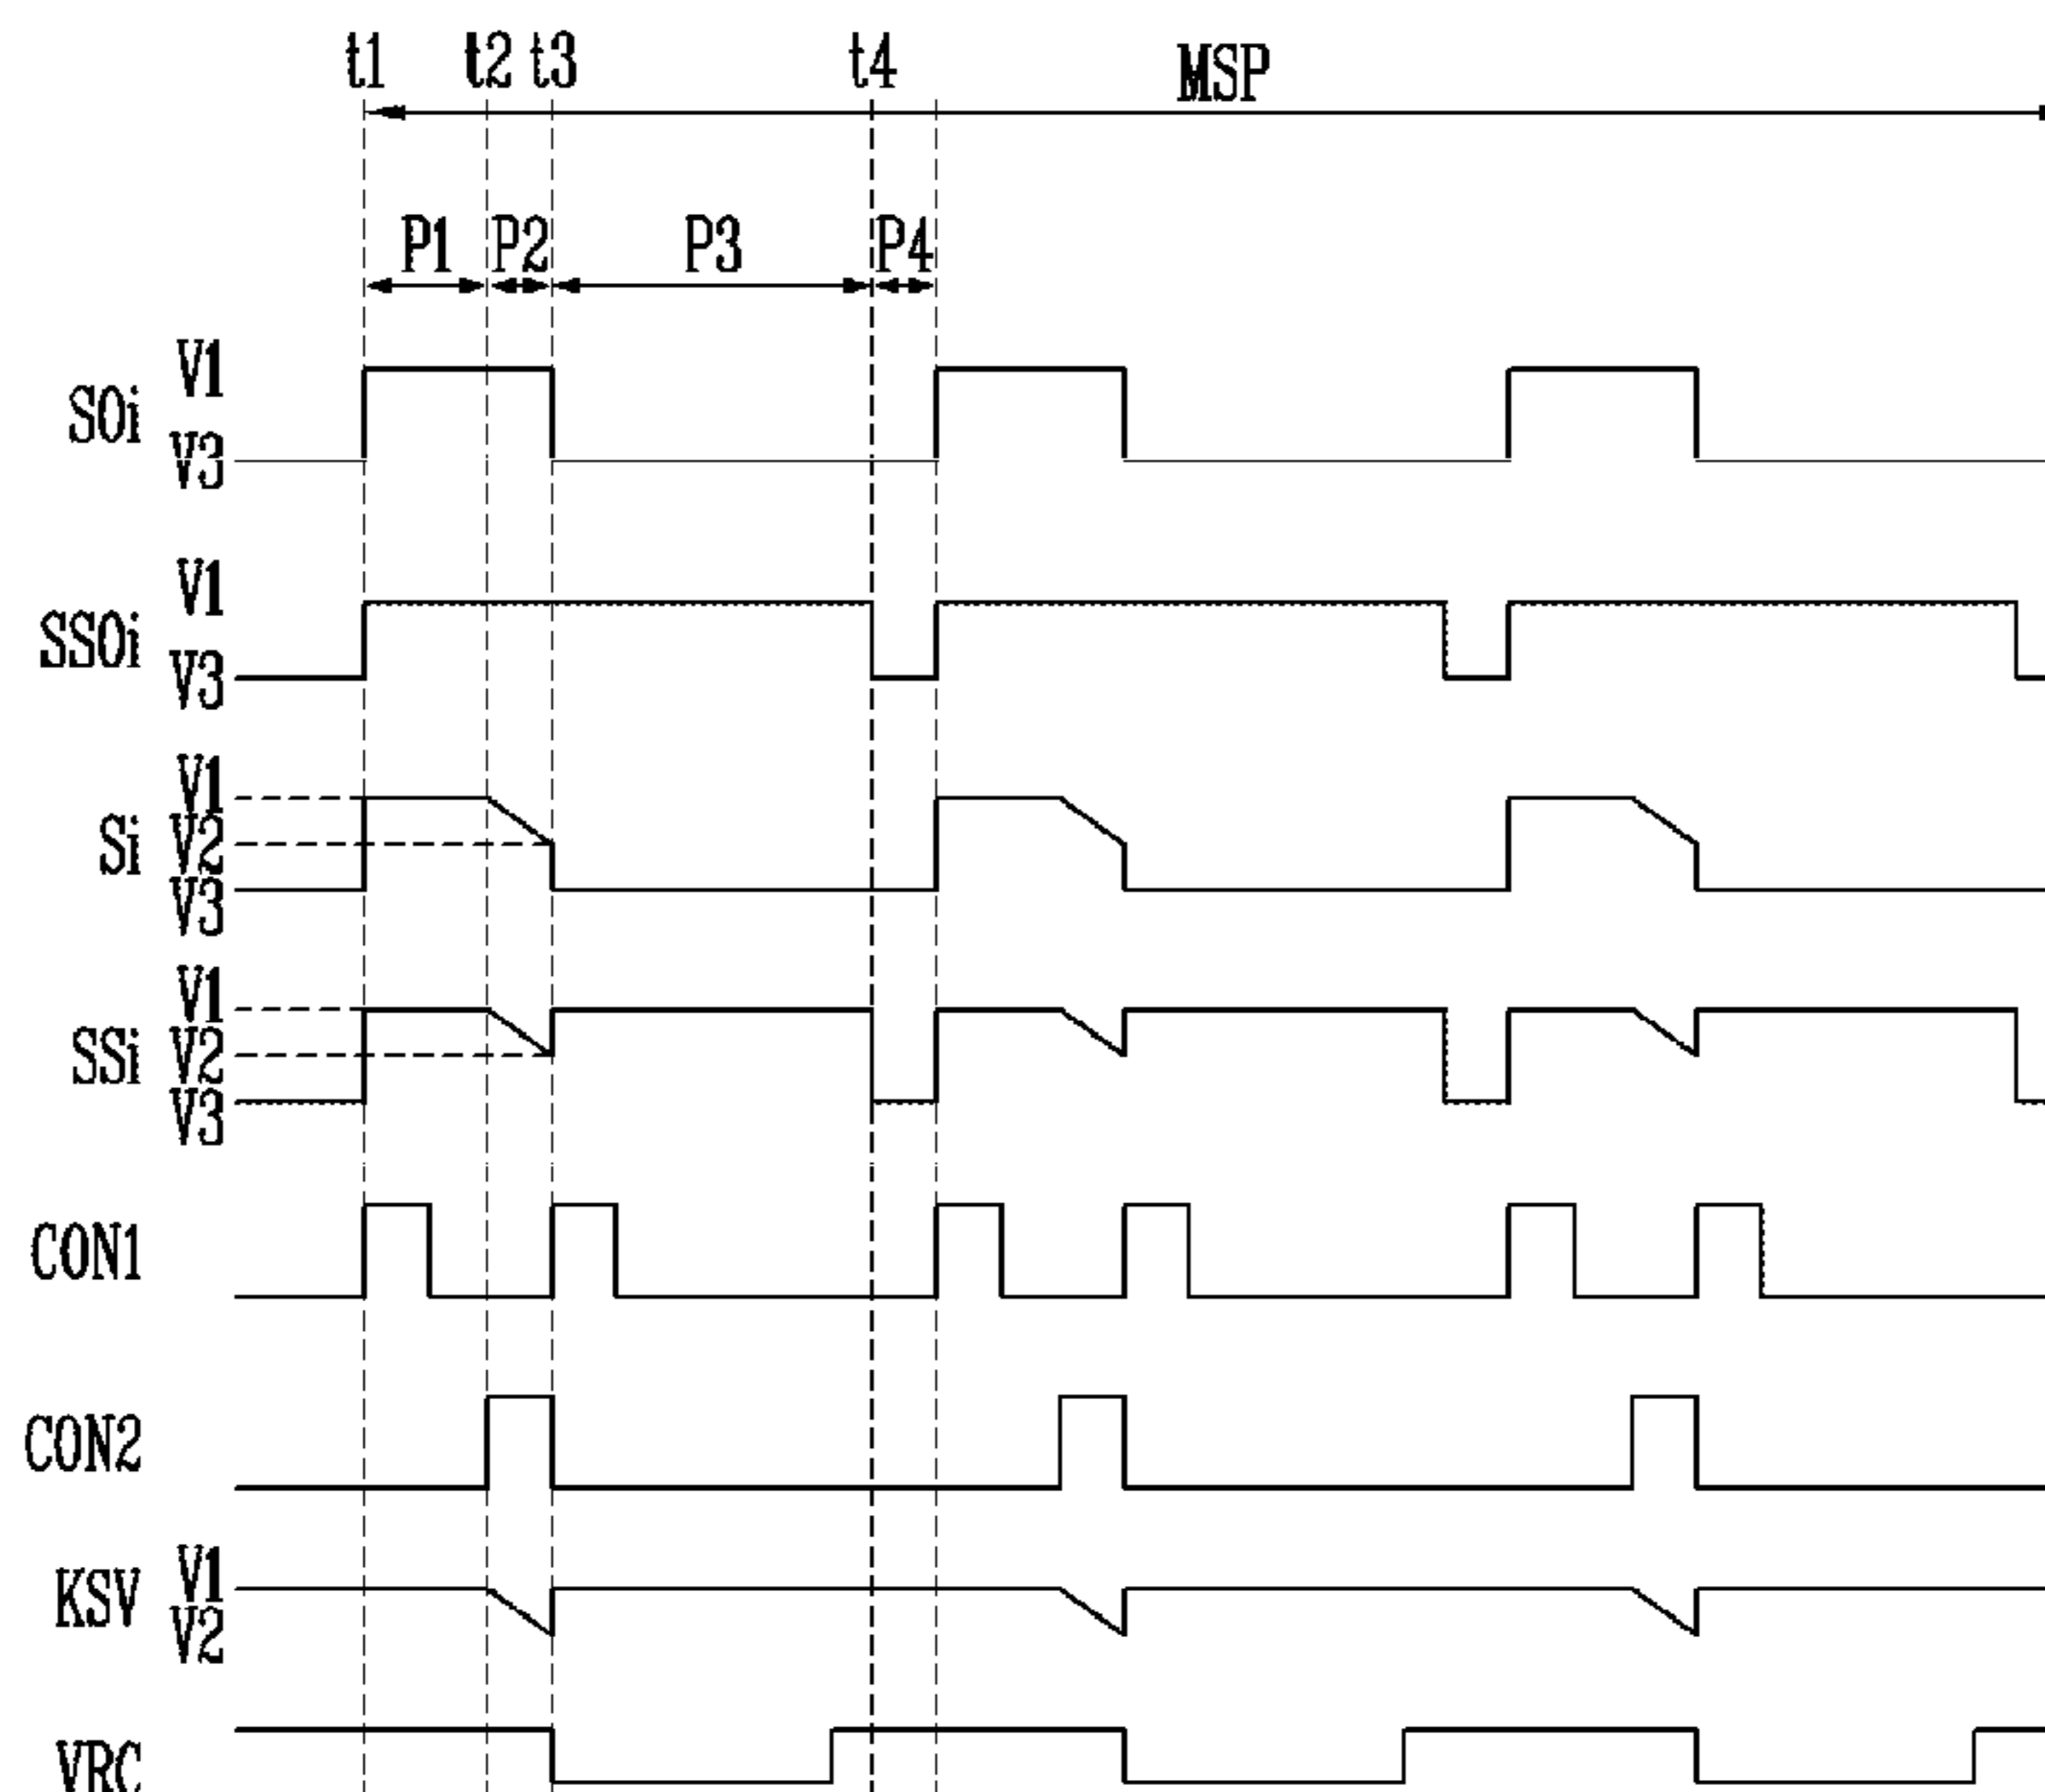 t1 t2 t3 t4 MSP
P1 P2 P3 P4
SOi V1 V3
SSOi V1 V3
Si V1 V2 V3
SSi V1 V2 V3
CON1
CON2
KSV V1 V2
VRC